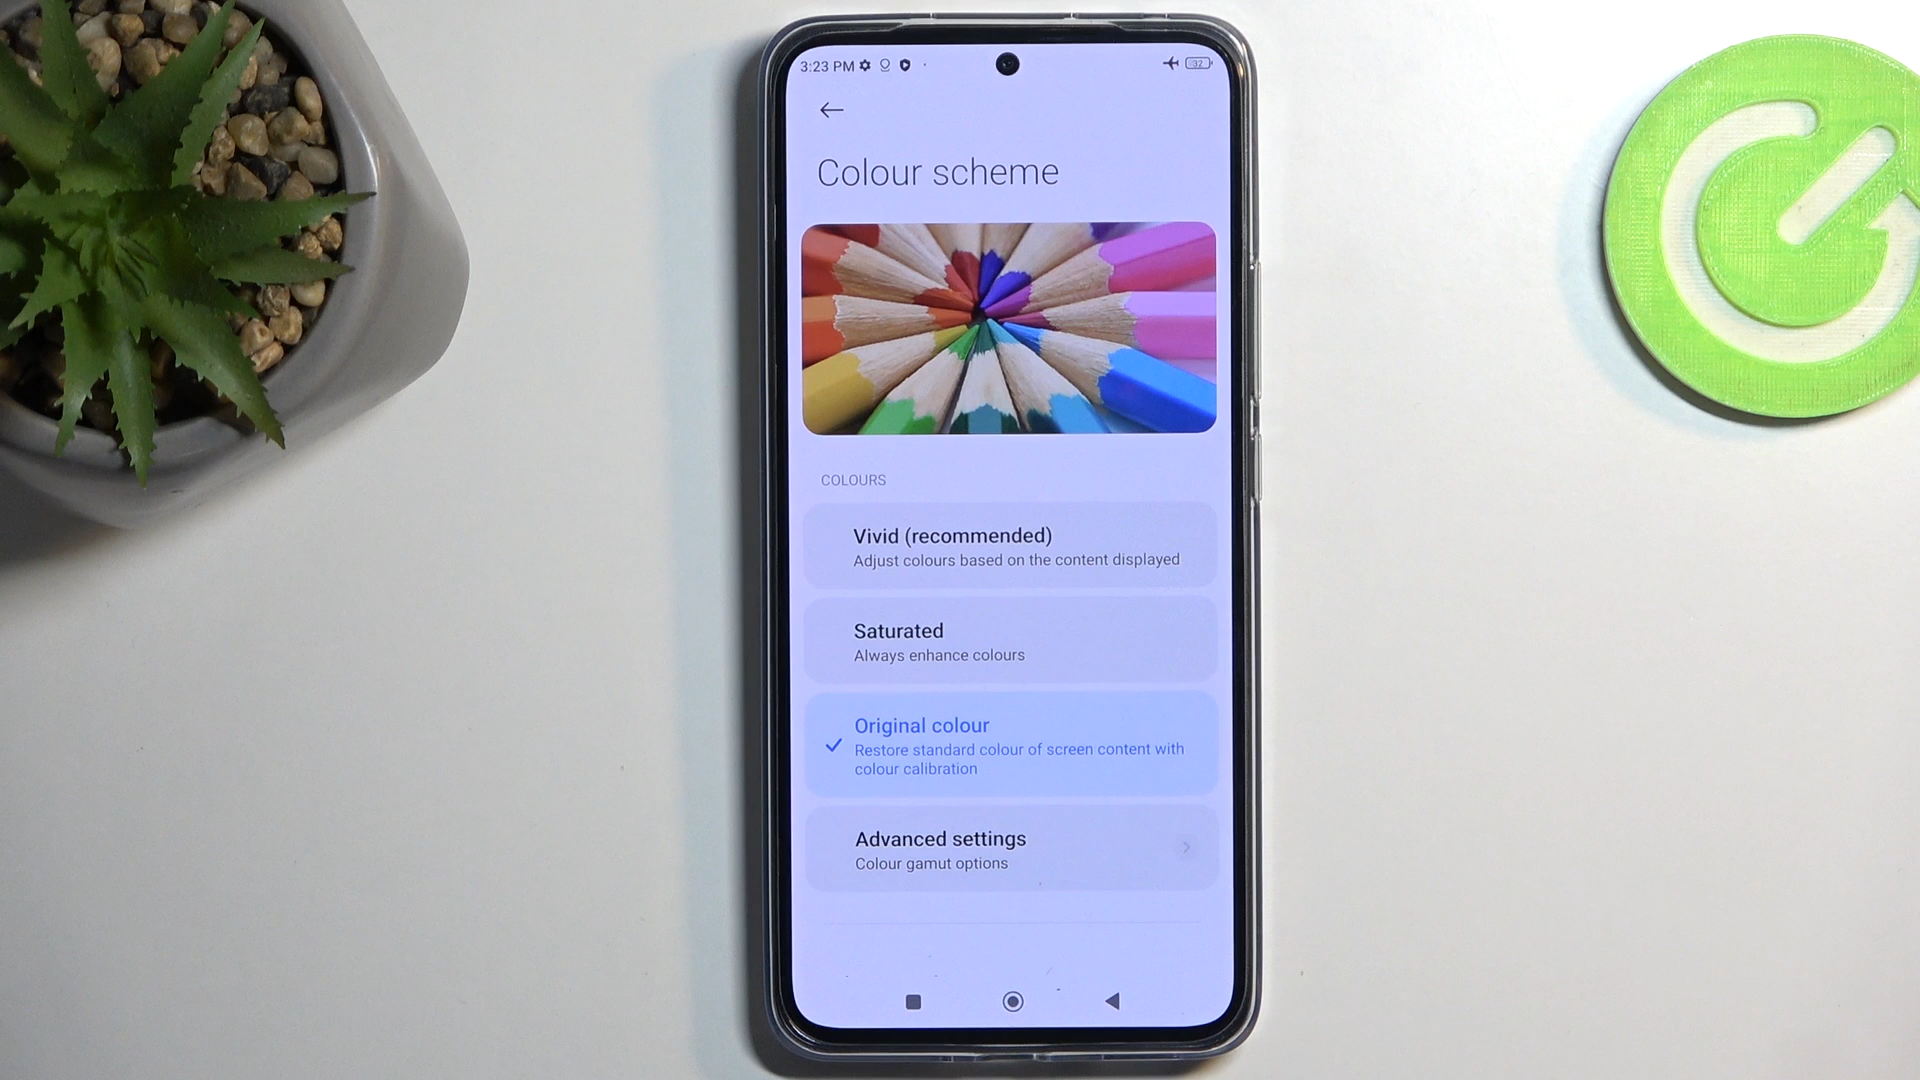 3:23 PM
32
Colour scheme
COLOURS
Vivid (recommended)
Adjust colours based on the content displayed
Saturated
Always enhance colours
Original colour
Restore standard colour of screen content with
colour calibration
Advanced settings
Colour gamut options